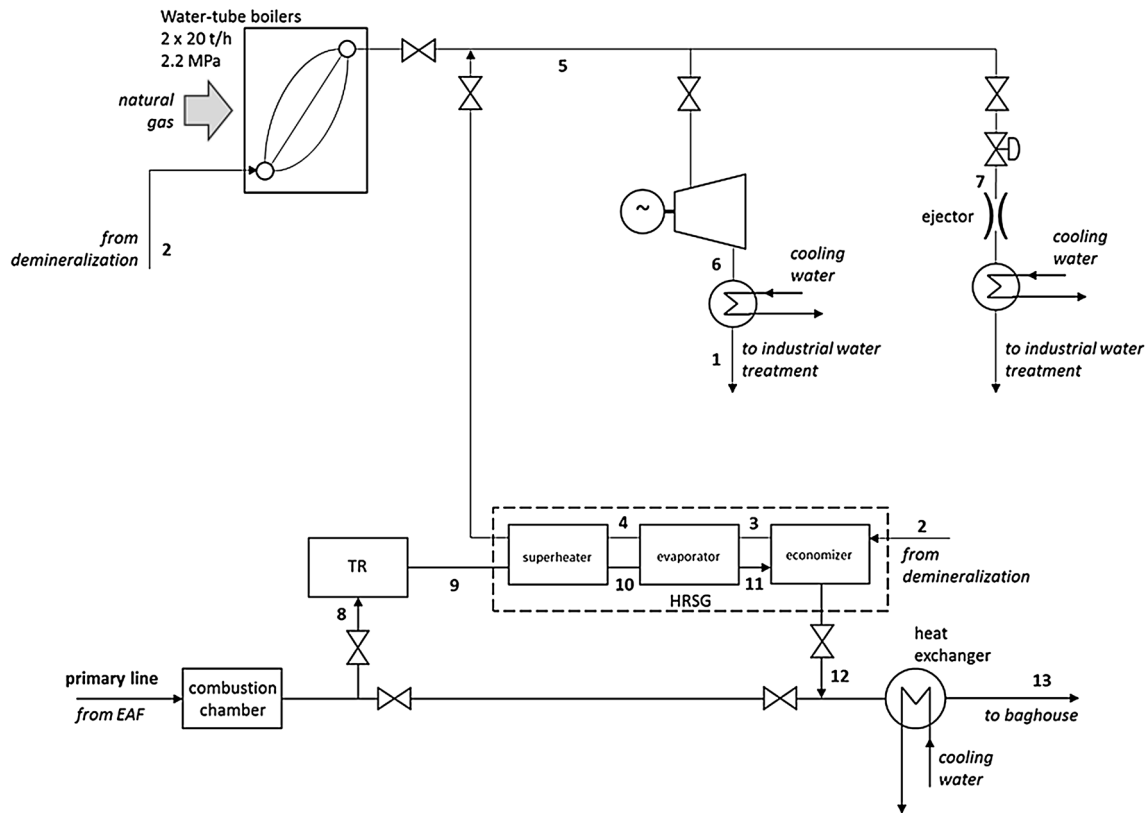 Water-tube boilers
2 x 20 t/h
2.2 MPa
natural
gas
5
7
ejector
cooling
water
from
demineralization
2
~
6
cooling
water
1
to industrial water
treatment
to industrial water
treatment
superheater
4
evaporator
3
economizer
2
from
demineralization
TR
9
10
11
HRSG
8
heat
exchanger
primary line
from EAF
combustion
chamber
12
13
to baghouse
cooling
water